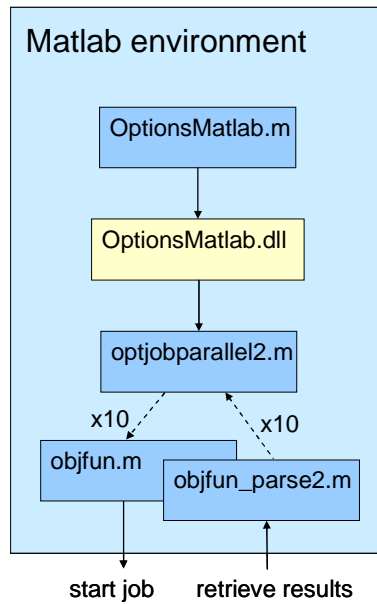 Matlab environment
OptionsMatlab.m
OptionsMatlab.dll
optjobparallel2.m
x10
x10
objfun.m
objfun_parse2.m
start job
retrieve results